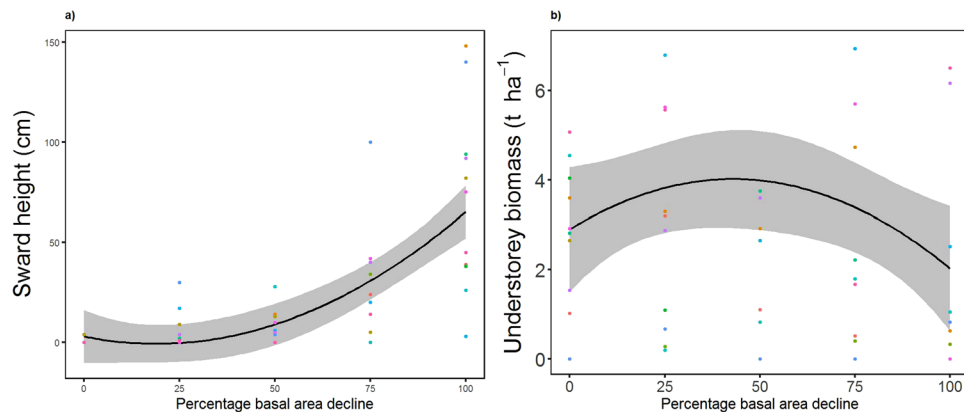 a)
150
100
50
0
Sward height (cm)
0 25 50 75 100
Percentage basal area decline
b)
6
4
2
0
Understorey biomass (t ha⁻¹)
0 25 50 75 100
Percentage basal area decline